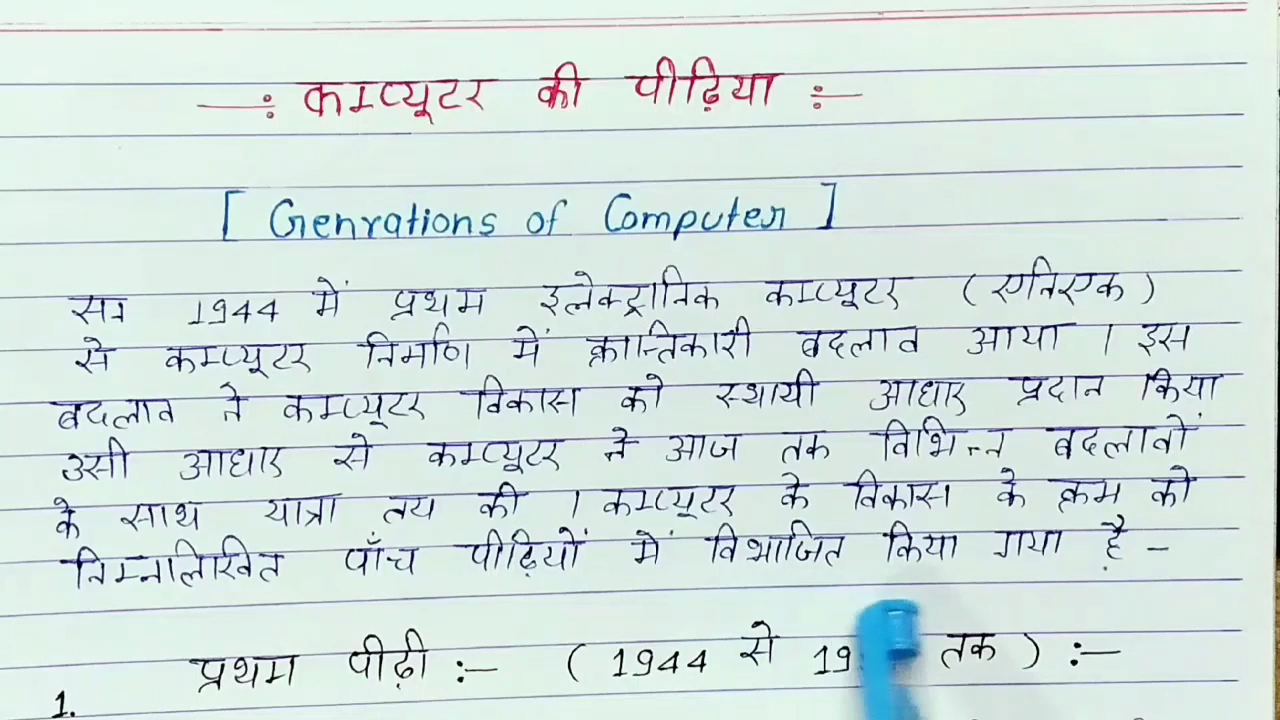 —: कम्प्यूटर की पीढ़िया :—
[ Genrations of Computer ]
सन 1944 में प्रथम इलेक्ट्रानिक कम्प्यूटर (एनिएक)
से कम्प्यूटर निर्माण में क्रान्तिकारी बदलाव आया । इस
बदलाव ने कम्प्यूटर विकास को स्थायी आधार प्रदान किया
उसी आधार से कम्प्यूटर ने आज तक विभिन्न बदलावों
के साथ यात्रा तय की । कम्प्यूटर के विकास के क्रम को
निम्नलिखित पाँच पीढ़ियों में विभाजित किया गया है -
प्रथम पीढ़ी :— ( 1944 से 19 तक ) :—
1.